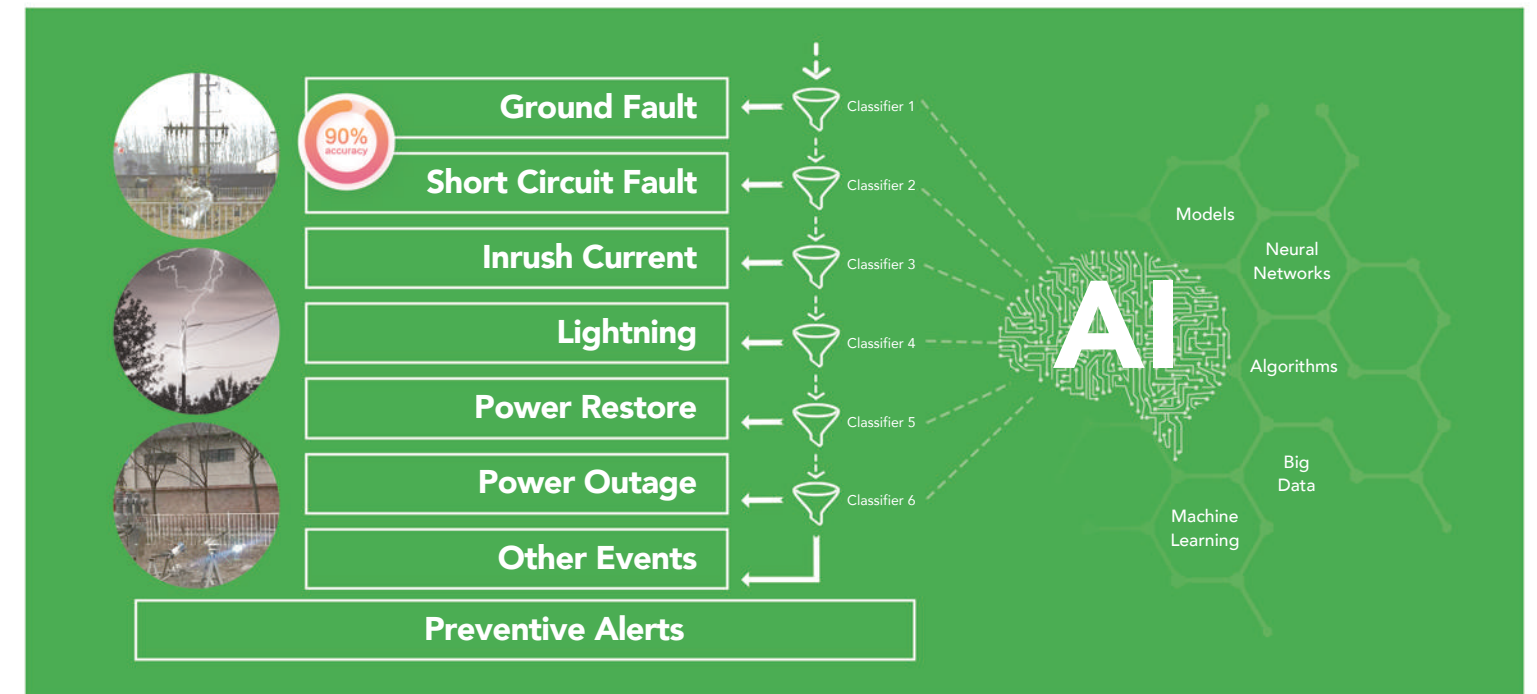 Ground Fault
90%
accuracy
Short Circuit Fault
Inrush Current
Lightning
Power Restore
Power Outage
Other Events
Preventive Alerts
Classifier 1
Classifier 2
Classifier 3
Classifier 4
Classifier 5
Classifier 6
AI
Models
Neural
Networks
Algorithms
Big
Data
Machine
Learning